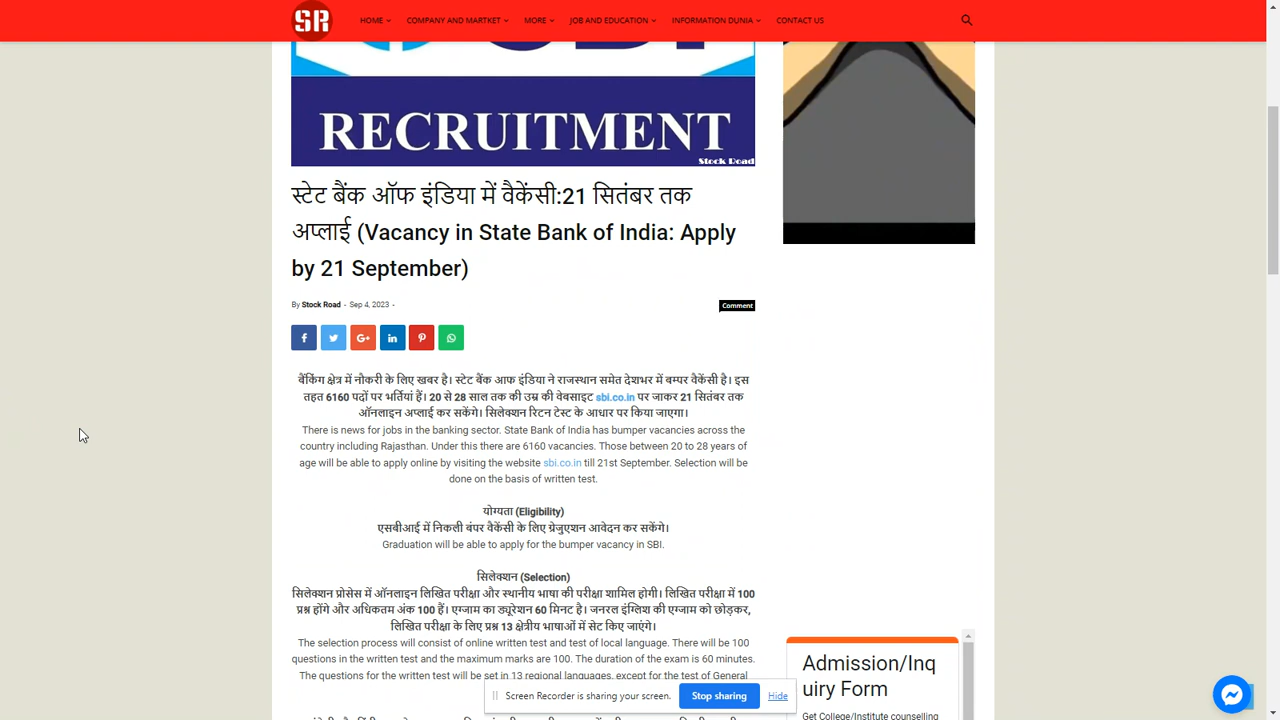 SR HOME COMPANY AND MARTKET MORE JOB AND EDUCATION INFORMATION DUNIA CONTACT US
RECRUITMENT
Stock Road
स्टेट बैंक ऑफ इंडिया में वैकेंसी:21 सितंबर तक
अप्लाई (Vacancy in State Bank of India: Apply
by 21 September)
By Stock Road - Sep 4, 2023 -
Comment
बैंकिंग क्षेत्र में नौकरी के लिए खबर है। स्टेट बैंक आफ इंडिया ने राजस्थान समेत देशभर में बम्पर वैकेंसी है। इस
तहत 6160 पदों पर भर्तियां हैं। 20 से 28 साल तक की उम्र की वेबसाइट sbi.co.in पर जाकर 21 सितंबर तक
ऑनलाइन अप्लाई कर सकेंगे। सिलेक्शन रिटन टेस्ट के आधार पर किया जाएगा।
There is news for jobs in the banking sector. State Bank of India has bumper vacancies across the
country including Rajasthan. Under this there are 6160 vacancies. Those between 20 to 28 years of
age will be able to apply online by visiting the website sbi.co.in till 21st September. Selection will be
done on the basis of written test.
योग्यता (Eligibility)
एसबीआई में निकली बंपर वैकेंसी के लिए ग्रेजुएशन आवेदन कर सकेंगे।
Graduation will be able to apply for the bumper vacancy in SBI.
सिलेक्शन (Selection)
सिलेक्शन प्रोसेस में ऑनलाइन लिखित परीक्षा और स्थानीय भाषा की परीक्षा शामिल होगी। लिखित परीक्षा में 100
प्रश्न होंगे और अधिकतम अंक 100 हैं। एग्जाम का ड्यूरेशन 60 मिनट है। जनरल इंग्लिश की एग्जाम को छोड़कर,
लिखित परीक्षा के लिए प्रश्न 13 क्षेत्रीय भाषाओं में सेट किए जाएंगे।
The selection process will consist of online written test and test of local language. There will be 100
questions in the written test and the maximum marks are 100. The duration of the exam is 60 minutes.
The questions for the written test will be set in 13 regional languages, except for the test of General
Admission/Inq
uiry Form
Get College/Institute counselling
Screen Recorder is sharing your screen. Stop sharing Hide